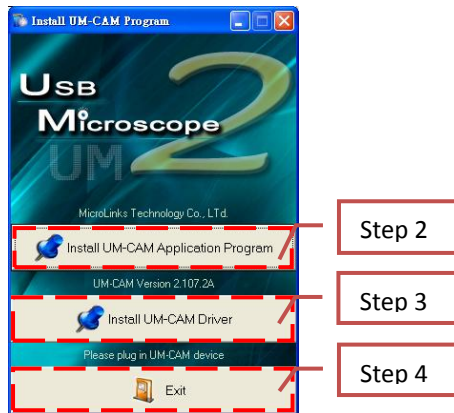 Install UM-CAM Program
2
USB
Microscope
UM
MicroLinks Technology Co., LTd.
Install UM-CAM Application Program
Step 2
UM-CAM Version 2.107.2A
Install UM-CAM Driver
Step 3
Please plug in UM-CAM device
Exit
Step 4